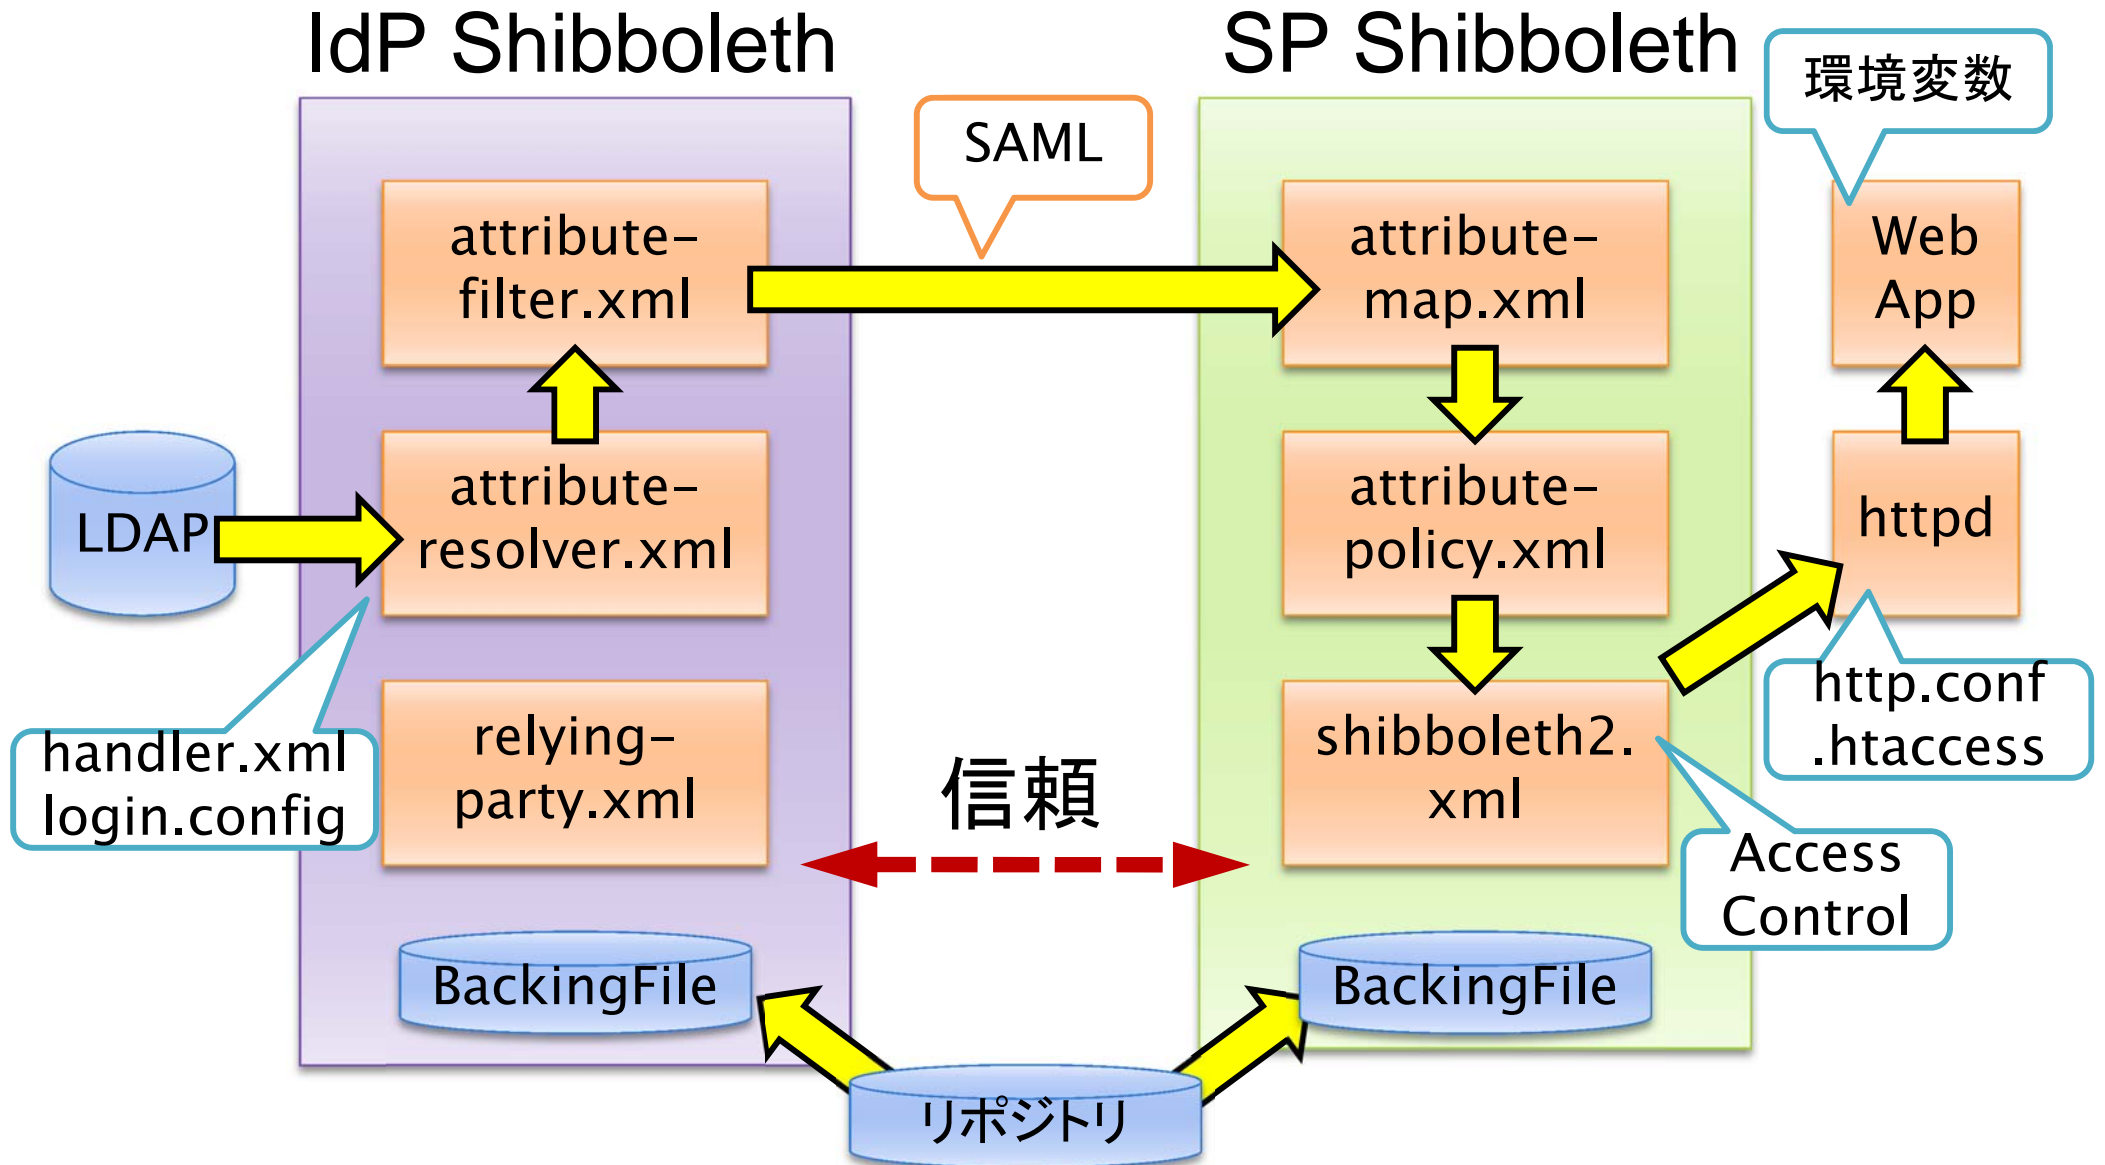 IdP Shibboleth
SP Shibboleth
環境変数
SAML
attribute-
filter.xml
attribute-
map.xml
Web
App
LDAP
attribute-
resolver.xml
attribute-
policy.xml
httpd
handler.xml
login.config
relying-
party.xml
信頼
shibboleth2.
xml
http.conf
.htaccess
Access
Control
BackingFile
BackingFile
リポジトリ